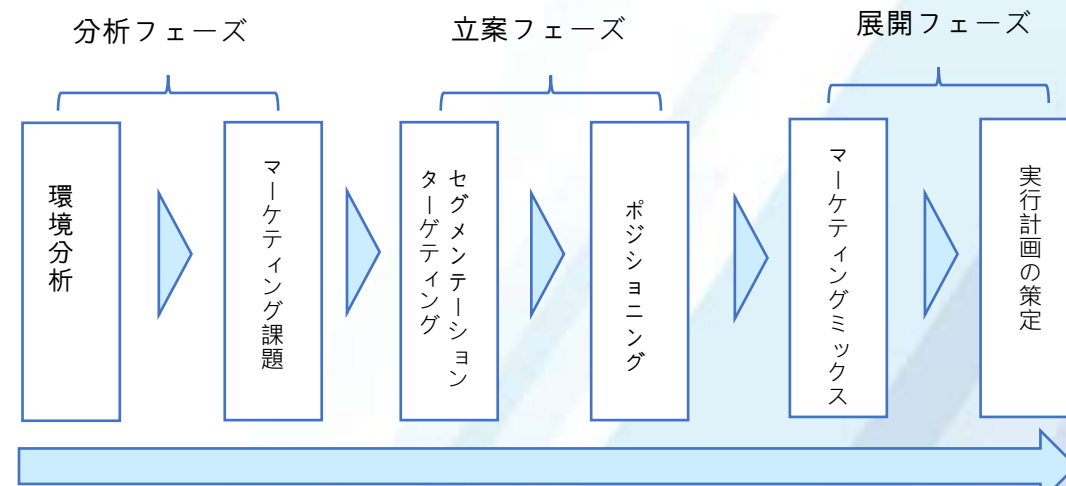 分析フェーズ
立案フェーズ
展開フェーズ
環境分析
マーケティング課題
セグメンテーション
ターゲティング
ポジショニング
マーケティングミックス
実行計画の策定